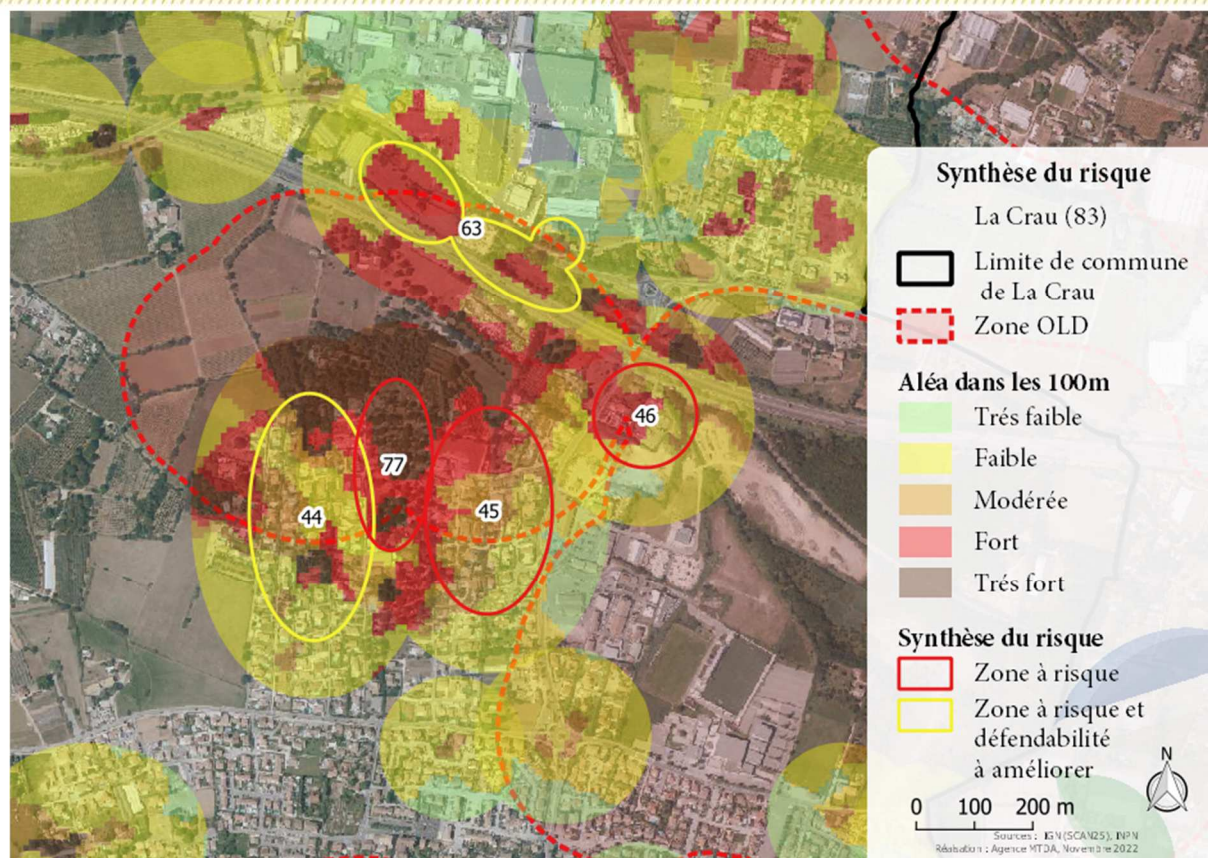 63
46
77
44
45
Synthèse du risque
La Crau (83)
Limite de commune
de La Crau
Zone OLD
Aléa dans les 100m
Trés faible
Faible
Modérée
Fort
Trés fort
Synthèse du risque
Zone à risque
Zone à risque et
défendabilité
à améliorer
N
0 100 200 m
Sources : IGN (SCAN25), INPN
Réalisation : Agence MTDA, Novembre 2022